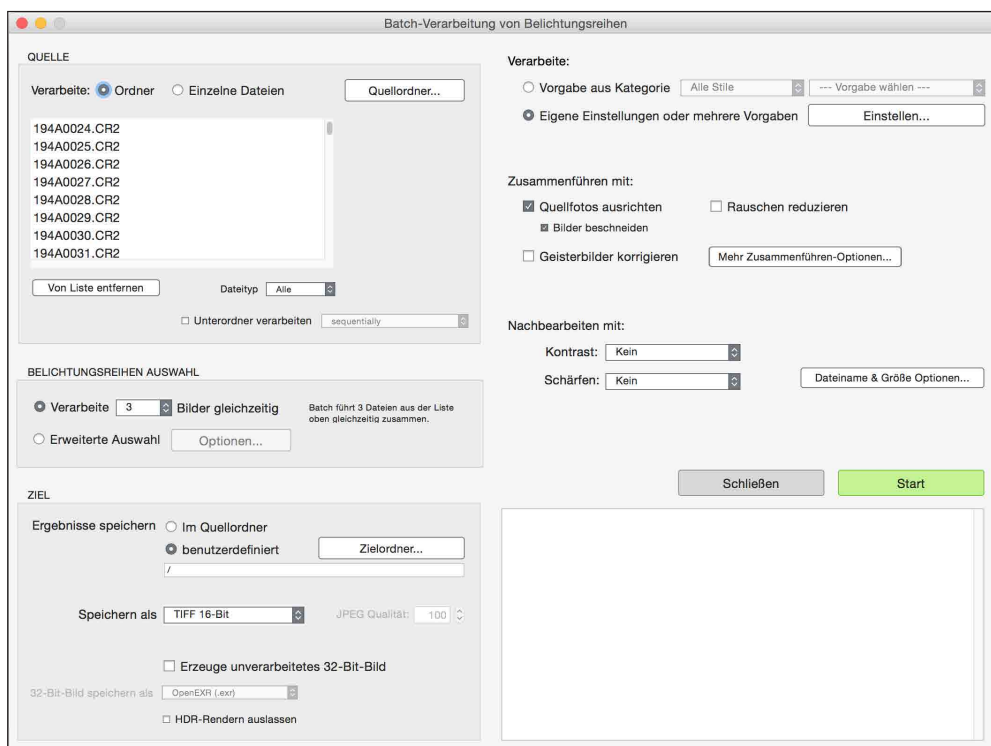 Batch-Verarbeitung von Belichtungsreihen
QUELLE
Verarbeite: Ordner Einzelne Dateien Quellordner...
194A0024.CR2
194A0025.CR2
194A0026.CR2
194A0027.CR2
194A0028.CR2
194A0029.CR2
194A0030.CR2
194A0031.CR2
Von Liste entfernen Dateityp Alle
Unterordner verarbeiten sequentially
BELICHTUNGSREIHEN AUSWAHL
Verarbeite 3 Bilder gleichzeitig
Batch führt 3 Dateien aus der Liste
oben gleichzeitig zusammen.
Erweiterte Auswahl Optionen...
ZIEL
Ergebnisse speichern Im Quellordner
benutzerdefiniert Zielordner...
/
Speichern als TIFF 16-Bit JPEG Qualität: 100
Erzeuge unverarbeitetes 32-Bit-Bild
32-Bit-Bild speichern als OpenEXR (.exr)
HDR-Rendern auslassen
Verarbeite:
Vorgabe aus Kategorie Alle Stile --- Vorgabe wählen ---
Eigene Einstellungen oder mehrere Vorgaben Einstellen...
Zusammenführen mit:
Quellfotos ausrichten Rauschen reduzieren
Bilder beschneiden
Geisterbilder korrigieren Mehr Zusammenführen-Optionen...
Nachbearbeiten mit:
Kontrast: Kein
Schärfen: Kein Dateiname & Größe Optionen...
Schließen Start